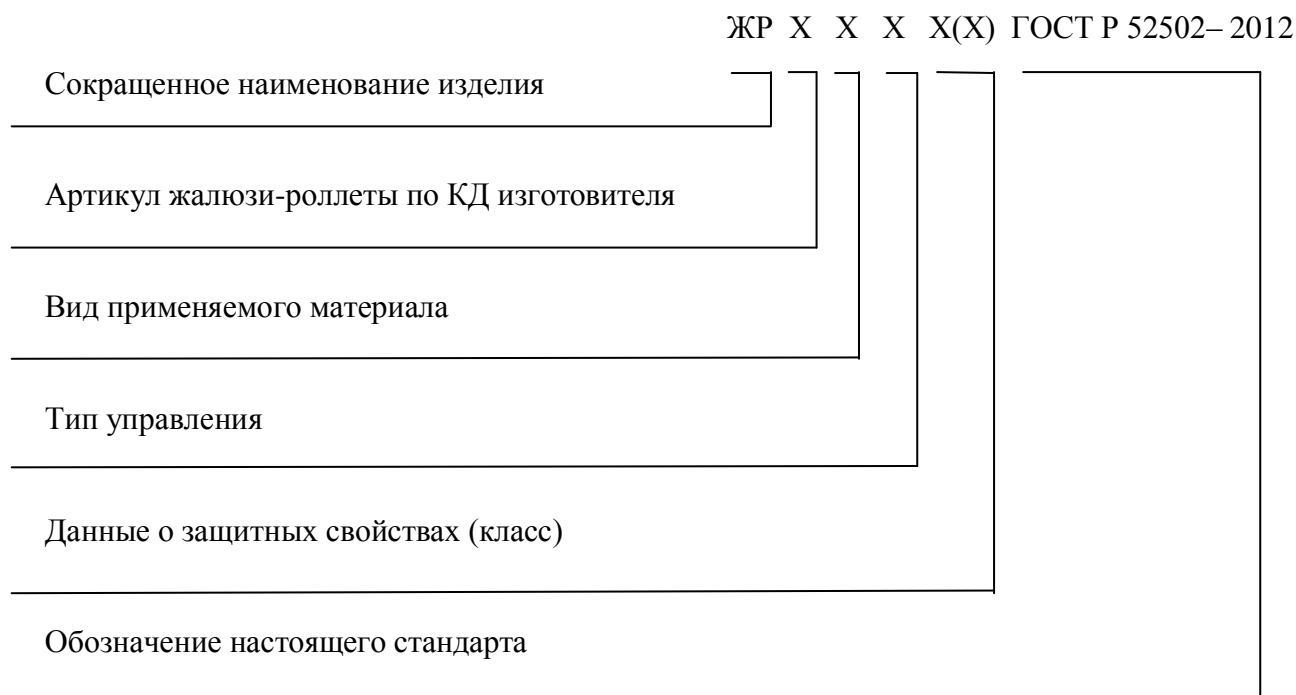 ЖР Х Х Х Х(Х) ГОСТ Р 52502– 2012
Сокращенное наименование изделия
Артикул жалюзи-роллеты по КД изготовителя
Вид применяемого материала
Тип управления
Данные о защитных свойствах (класс)
Обозначение настоящего стандарта